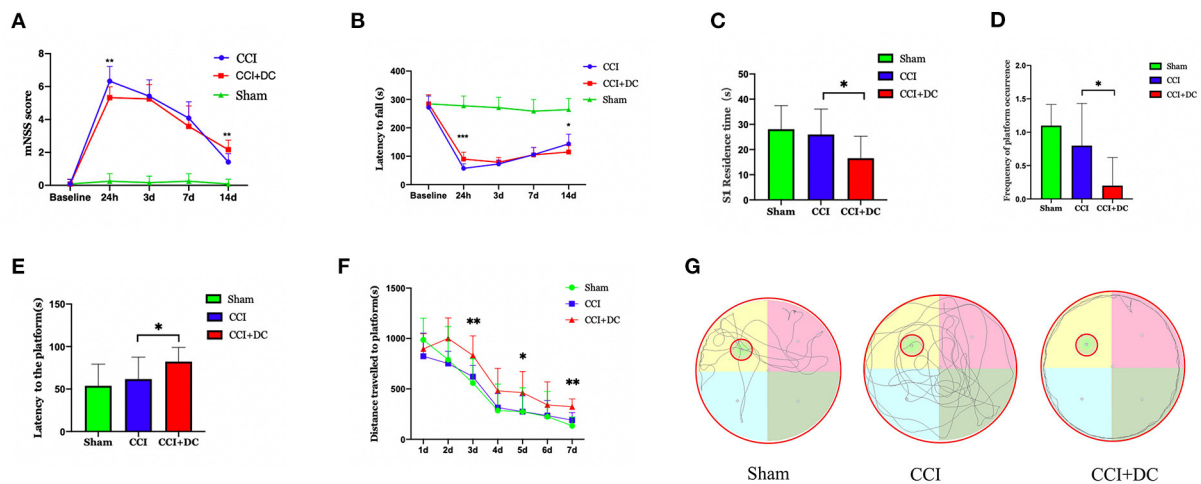 A
CCI
CCI+DC
Sham
mNSS score
8
6
4
2
0
**
**
Baseline 24h 3d 7d 14d
B
CCI
CCI+DC
Sham
Latency to fall (s)
400
300
200
100
0
***
*
Baseline 24h 3d 7d 14d
C
Sham
CCI
CCI+DC
S1 Residence time (s)
50
40
30
20
10
0
*
Sham CCI CCI+DC
D
Sham
CCI
CCI+DC
Frequency of platform occurrence
2.0
1.5
1.0
0.5
0.0
*
Sham CCI CCI+DC
E
Sham
CCI
CCI+DC
Latency to the platform(s)
150
100
50
0
*
Sham CCI CCI+DC
F
Sham
CCI
CCI+DC
Distance travelled to platform(s)
1500
1000
500
0
**
*
**
1d 2d 3d 4d 5d 6d 7d
G
Sham CCI CCI+DC